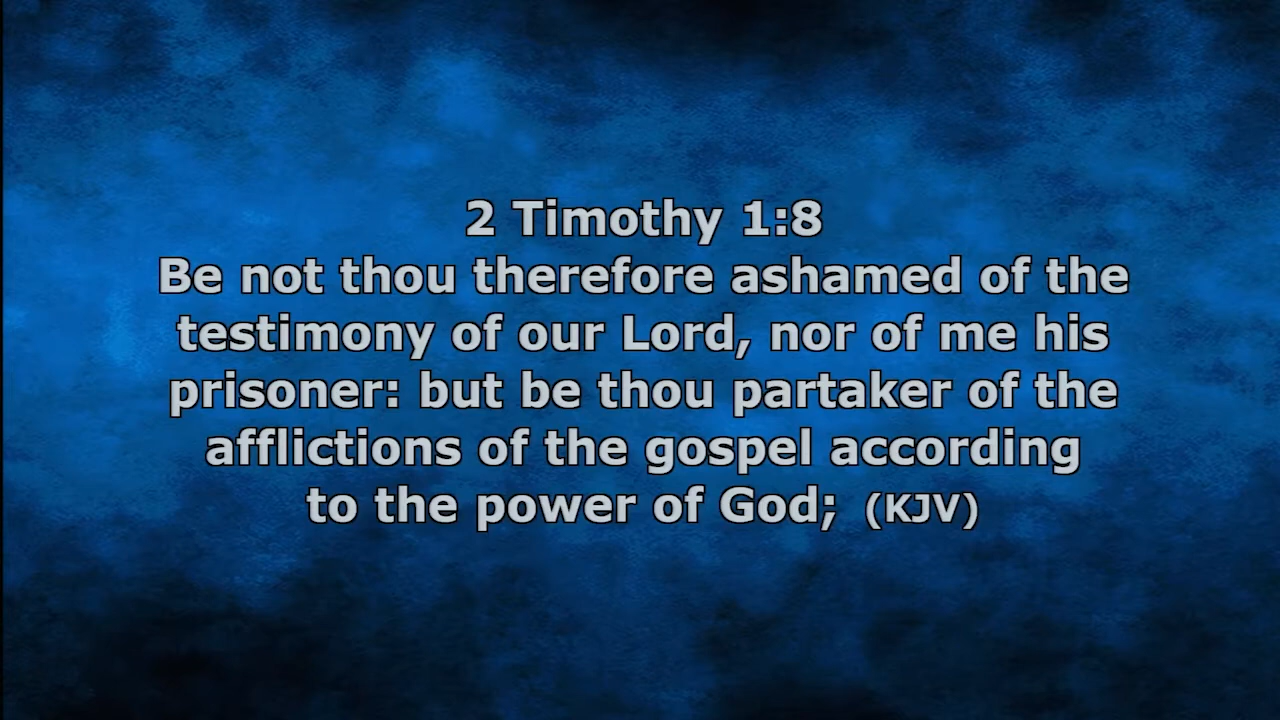 2 Timothy 1:8
Be not thou therefore ashamed of the
testimony of our Lord, nor of me his
prisoner: but be thou partaker of the
afflictions of the gospel according
to the power of God; (KJV)